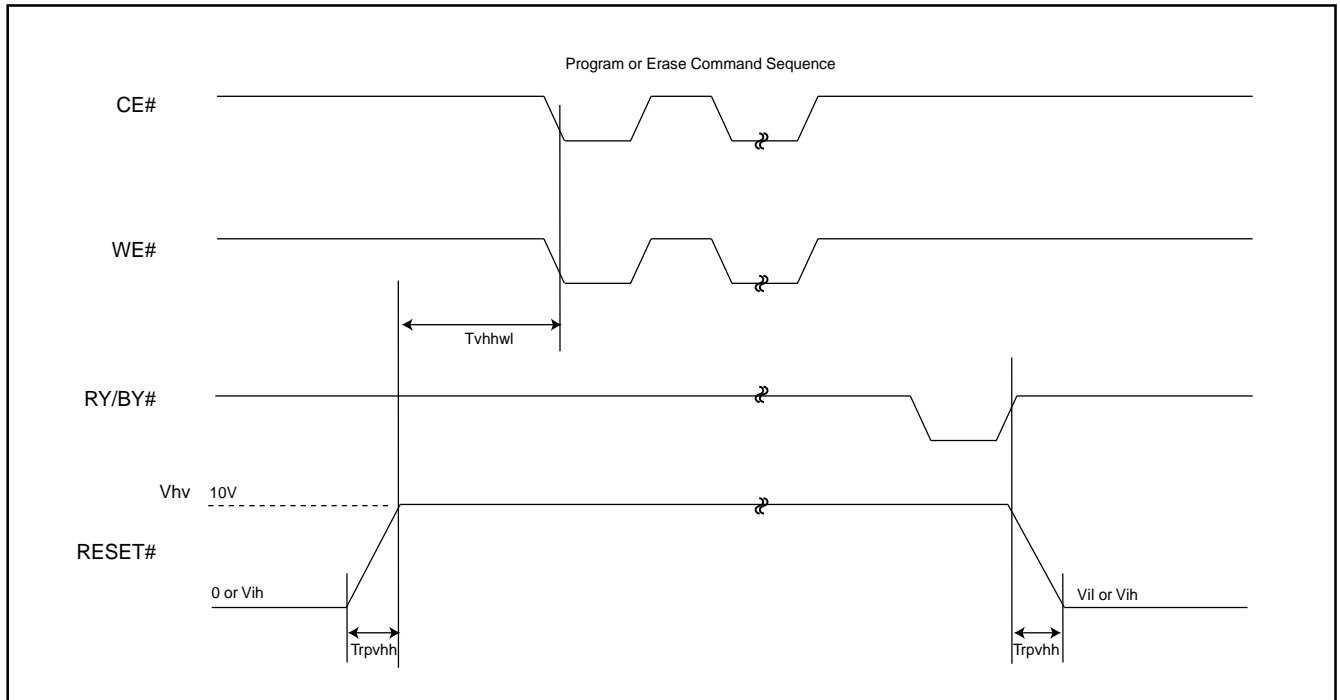 Program or Erase Command Sequence
CE#
WE#
Tvhhwl
RY/BY#
Vhv 10V
RESET#
0 or Vih
Vil or Vih
Trpvhh
Trpvhh